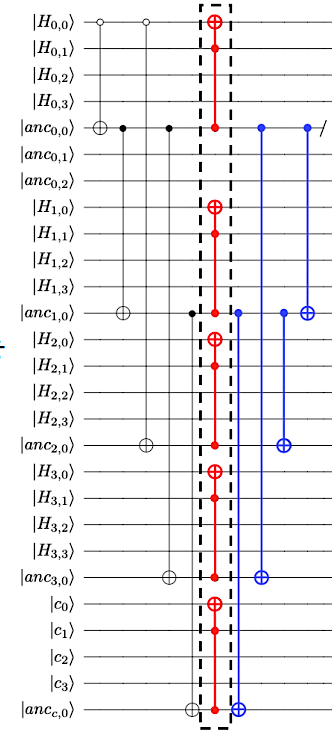 |H₀,₀⟩
|H₀,₁⟩
|H₀,₂⟩
|H₀,₃⟩
|anc₀,₀⟩
|anc₀,₁⟩
|anc₀,₂⟩
|H₁,₀⟩
|H₁,₁⟩
|H₁,₂⟩
|H₁,₃⟩
|anc₁,₀⟩
|H₂,₀⟩
|H₂,₁⟩
|H₂,₂⟩
|H₂,₃⟩
|anc₂,₀⟩
|H₃,₀⟩
|H₃,₁⟩
|H₃,₂⟩
|H₃,₃⟩
|anc₃,₀⟩
|c₀⟩
|c₁⟩
|c₂⟩
|c₃⟩
|anc_c,₀⟩